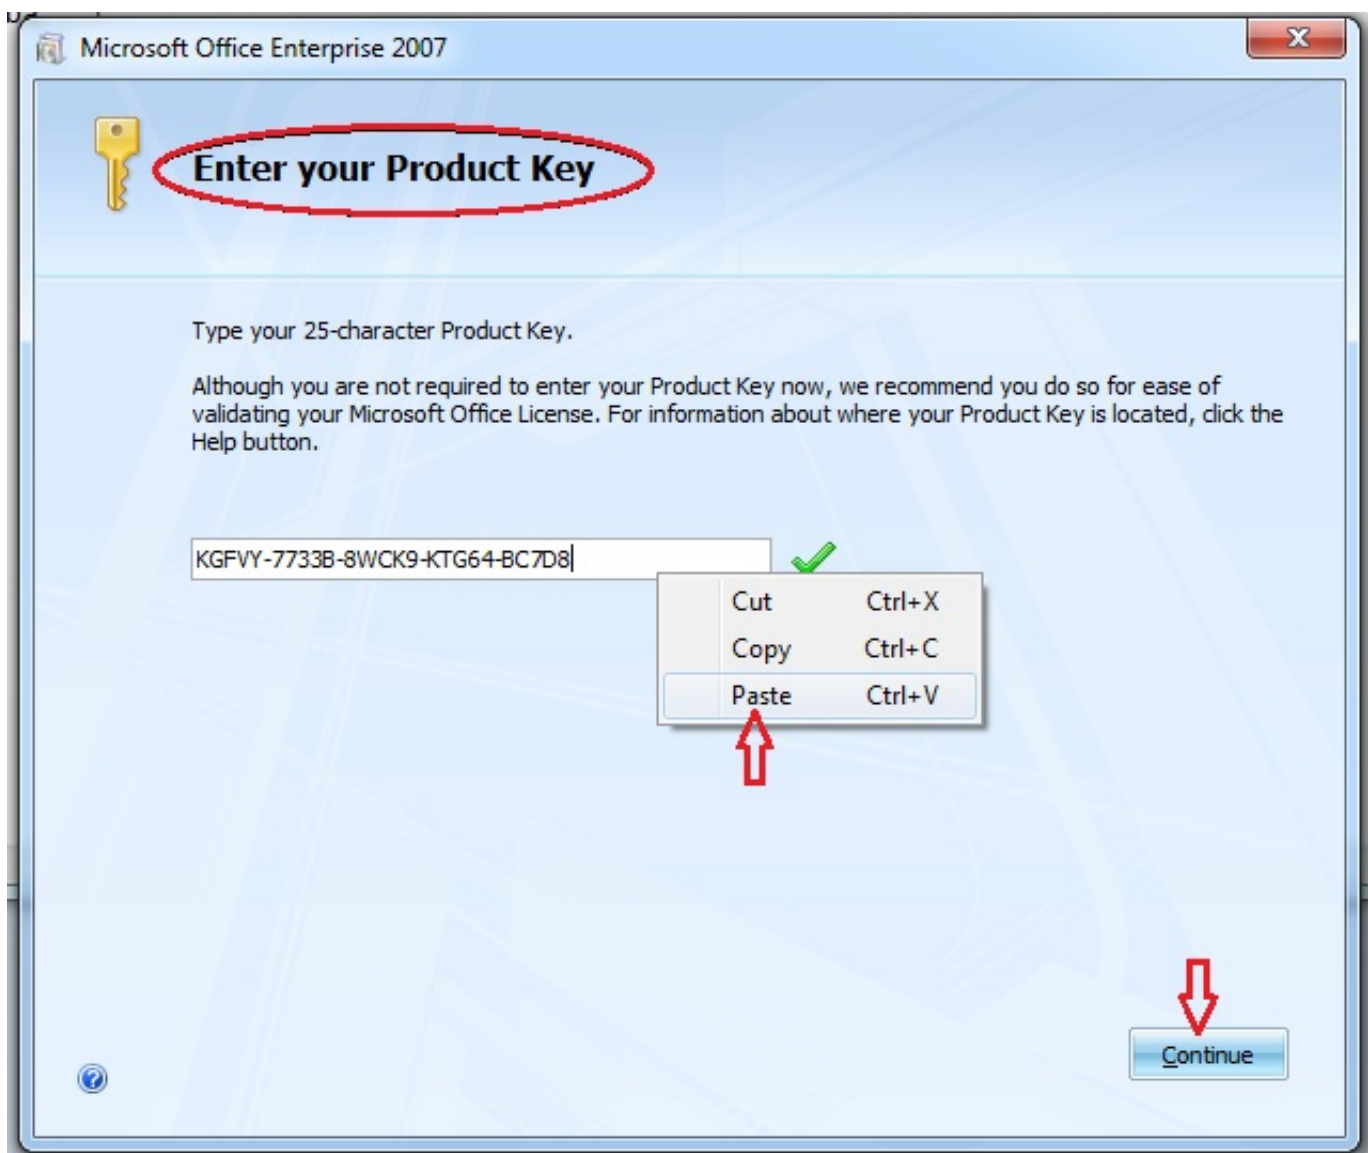 Microsoft Office Enterprise 2007
Enter your Product Key
Type your 25-character Product Key.
Although you are not required to enter your Product Key now, we recommend you do so for ease of
validating your Microsoft Office License. For information about where your Product Key is located, click the
Help button.
KGFVY-7733B-8WCK9-KTG64-BC7D8
Cut Ctrl+X
Copy Ctrl+C
Paste Ctrl+V
Continue